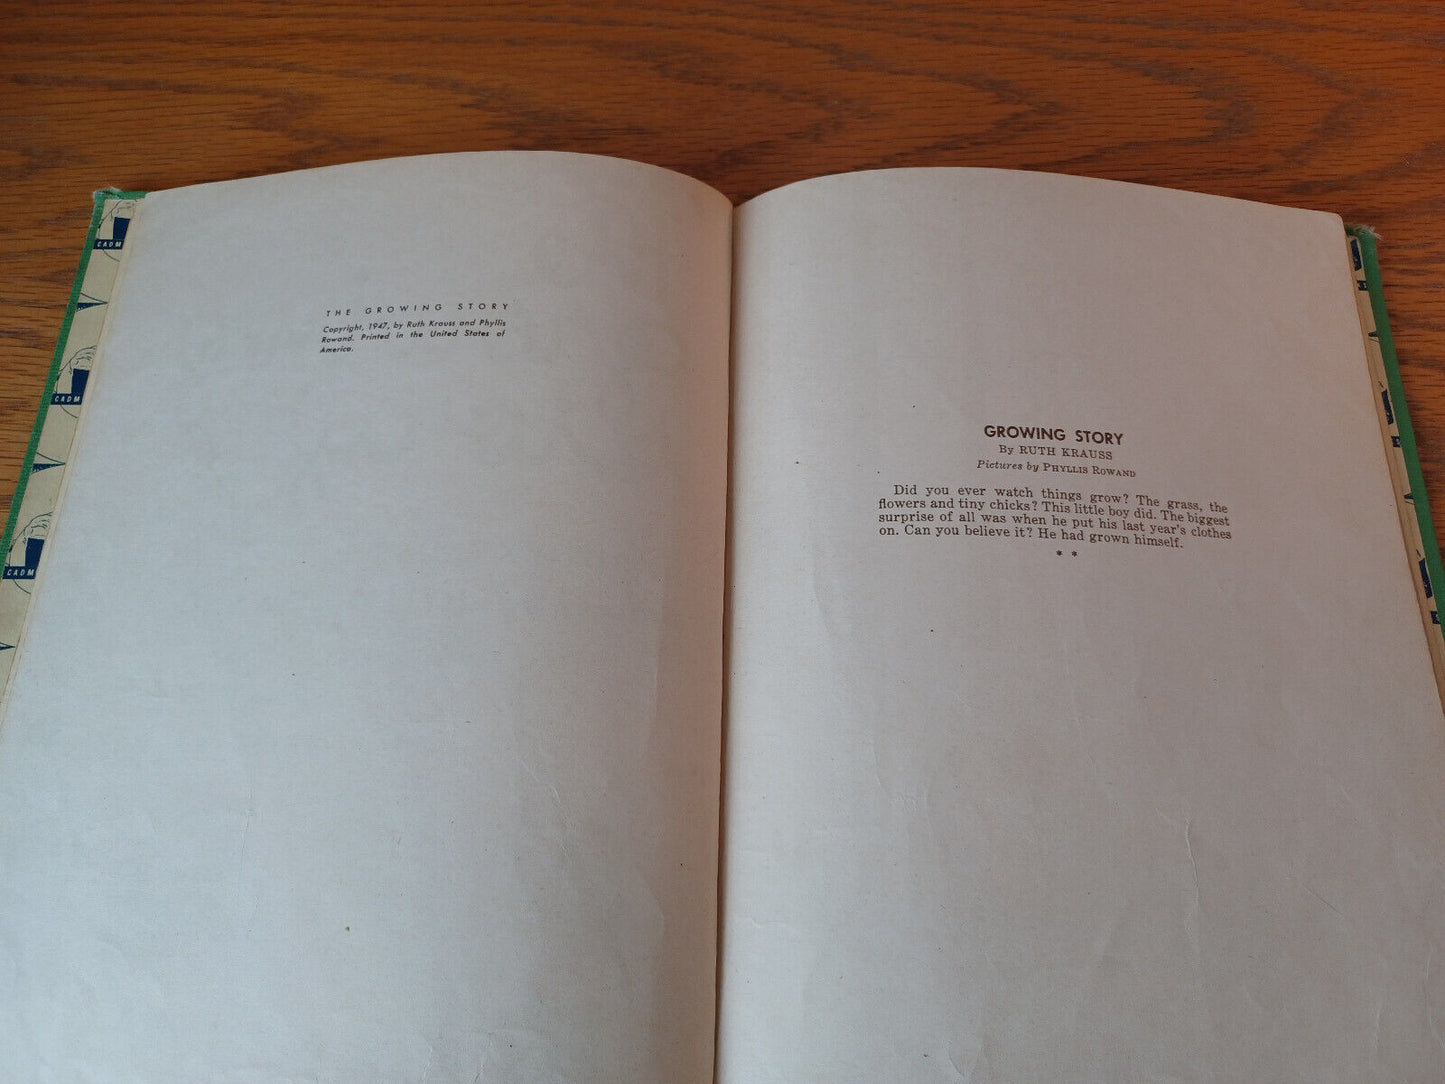 THE GROWING STORY
Copyright, 1947, by Ruth Krauss and Phyllis
Rowand. Printed in the United States of
America.
GROWING STORY
By RUTH KRAUSS
Pictures by PHYLLIS ROWAND
Did you ever watch things grow? The grass, the
flowers and tiny chicks? This little boy did. The biggest
surprise of all was when he put his last year's clothes
on. Can you believe it? He had grown himself.
* *
CADM
CADM
CADM